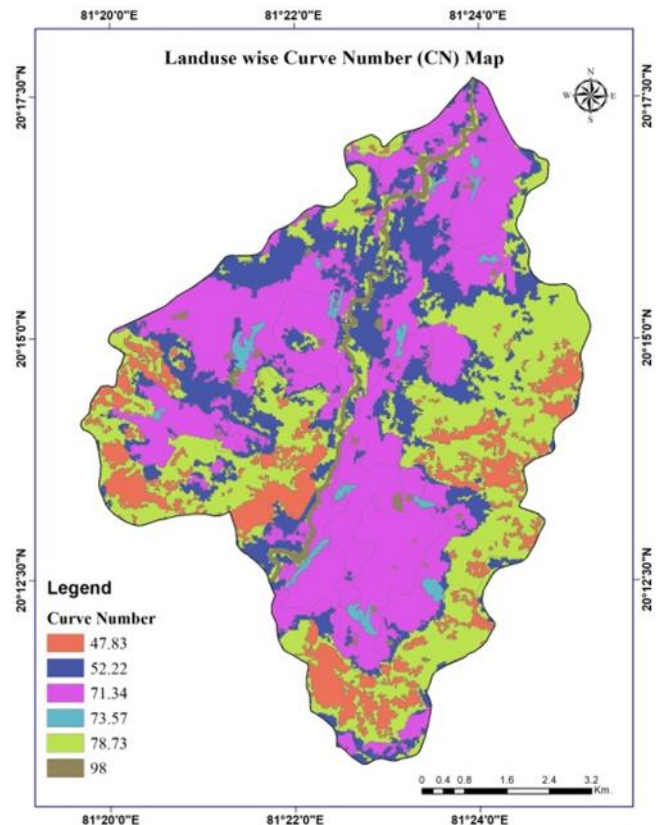 81°20'0"E 81°22'0"E 81°24'0"E
Landuse wise Curve Number (CN) Map
N
W E
S
20°17'30"N 20°17'30"N
20°15'0"N 20°15'0"N
20°12'30"N 20°12'30"N
Legend
Curve Number
47.83
52.22
71.34
73.57
78.73
98
0 0.4 0.8 1.6 2.4 3.2
Km.
81°20'0"E 81°22'0"E 81°24'0"E